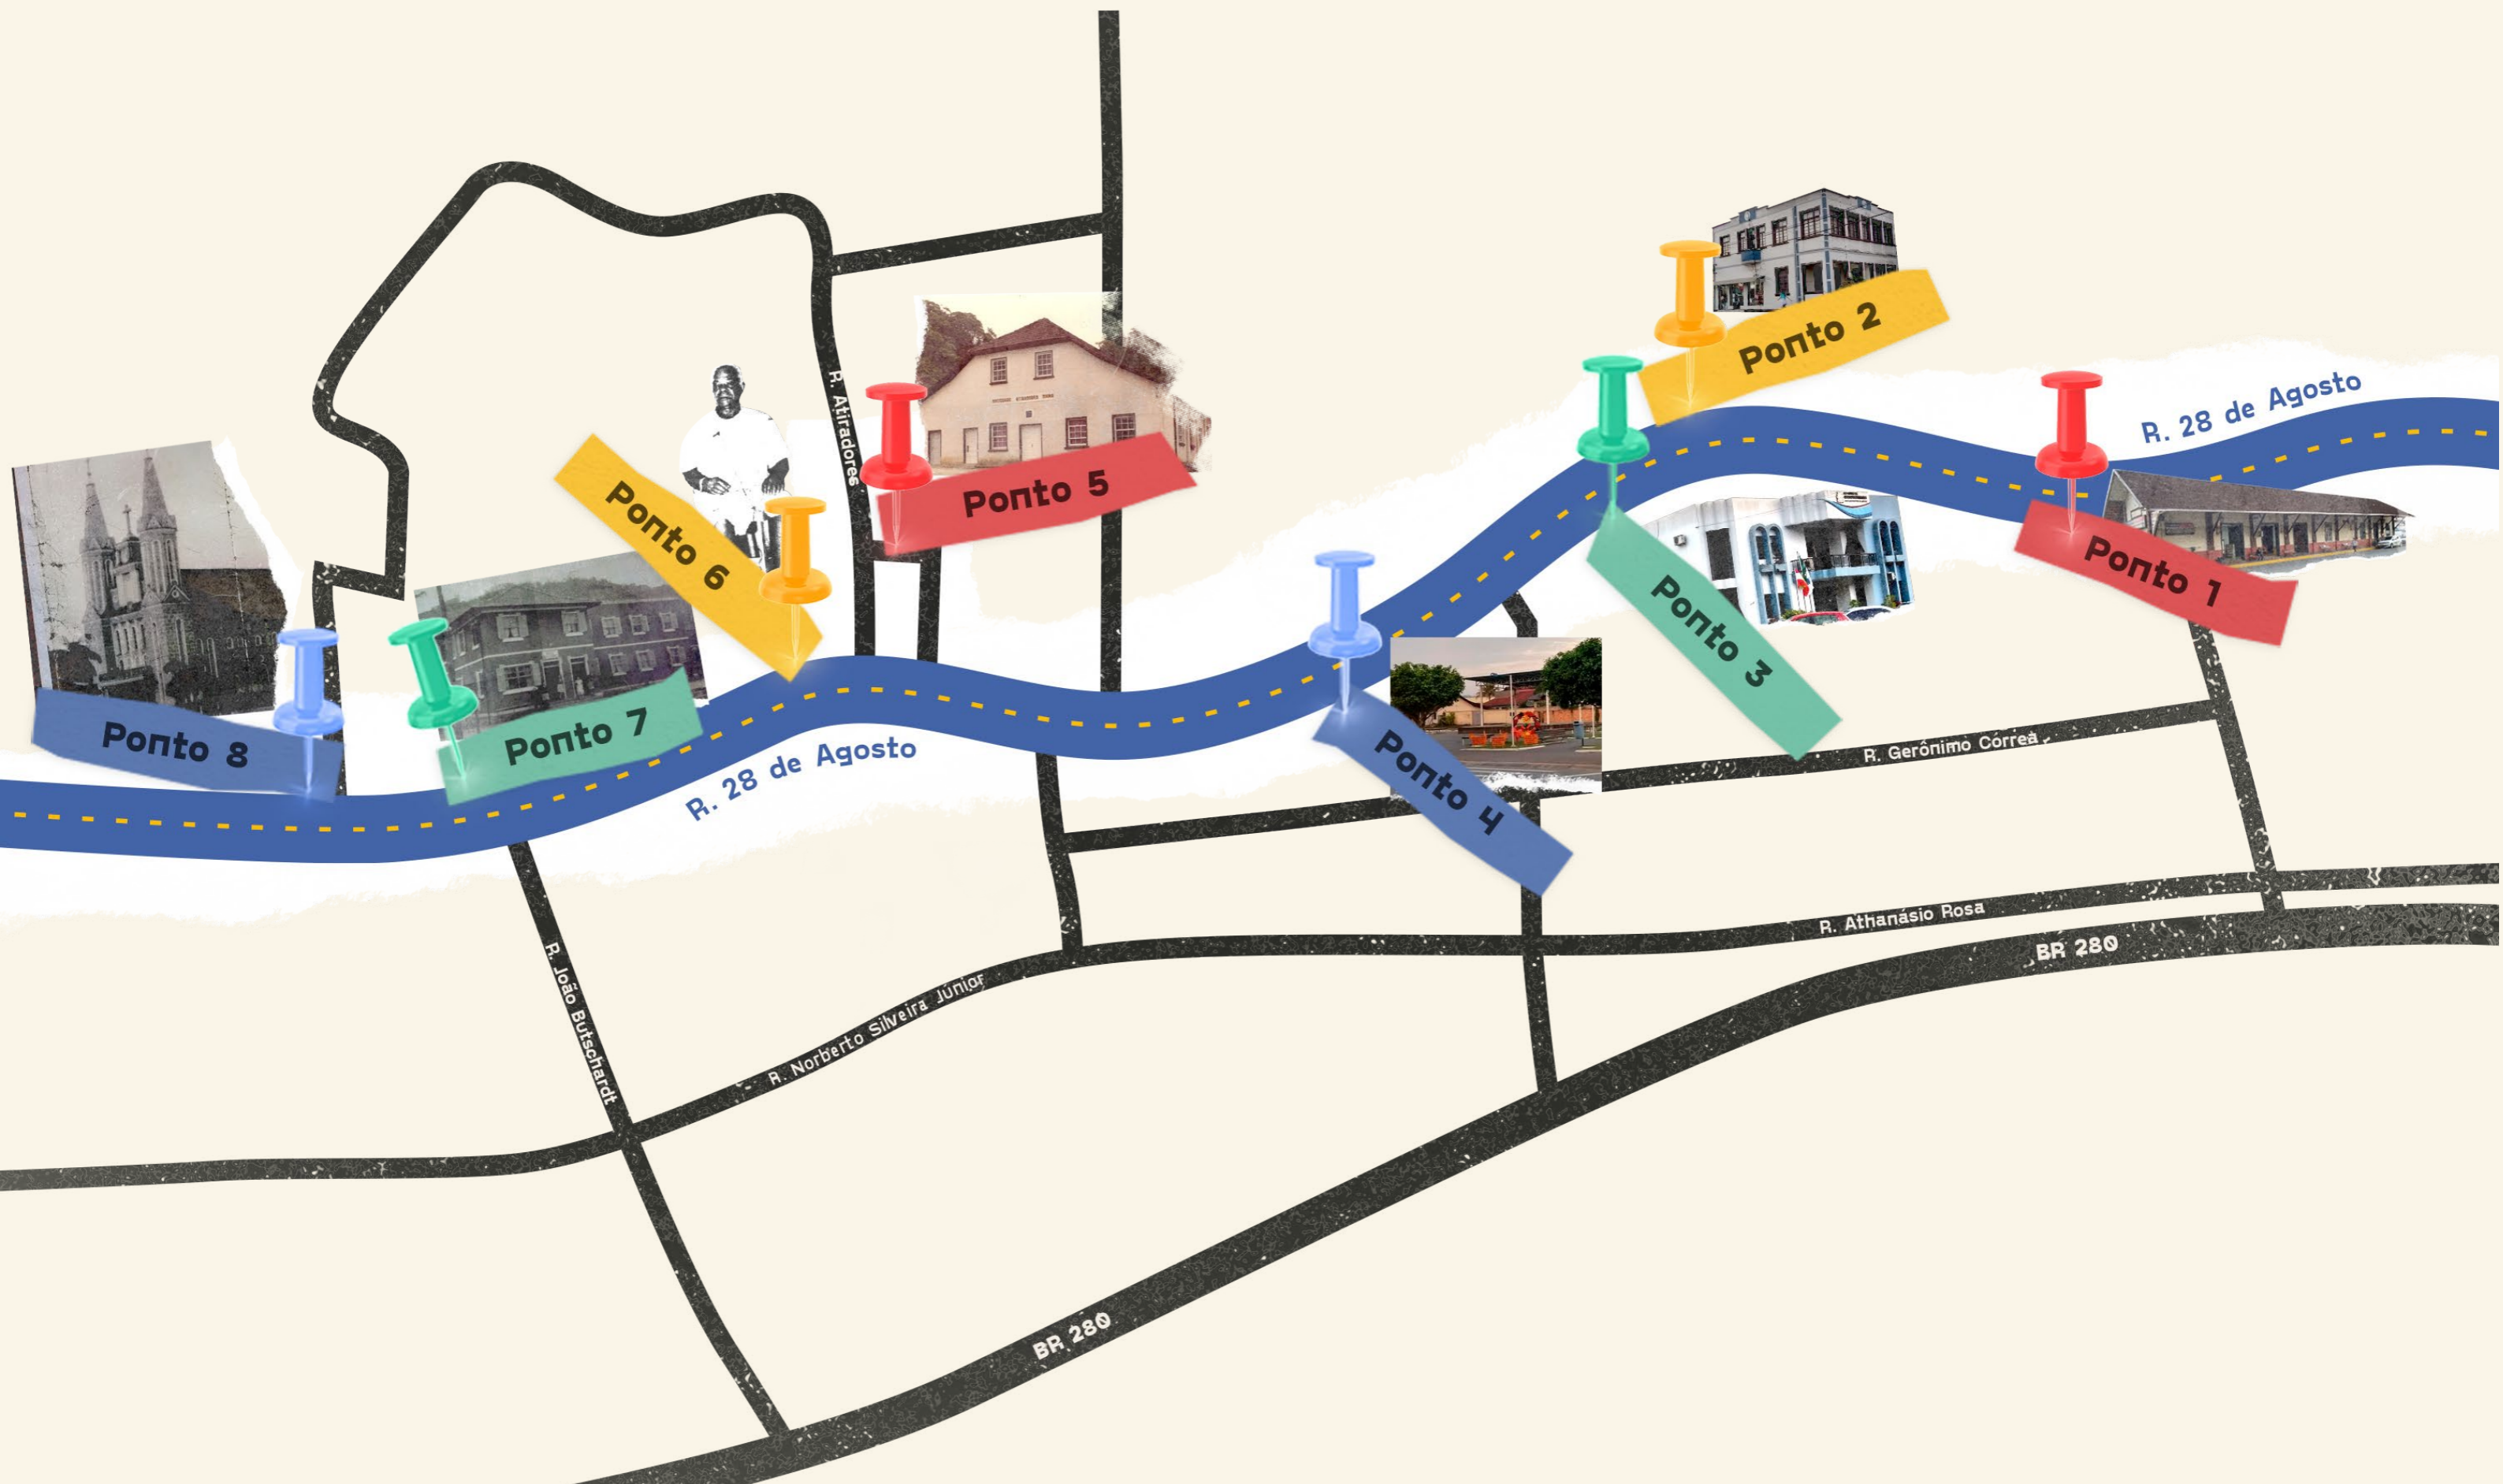 Ponto 2
R. 28 de Agosto
R. Atiradores
Ponto 5
Ponto 6
Ponto 1
Ponto 3
Ponto 7
Ponto 8
R. Gerônimo Córrea
R. 28 de Agosto
Ponto 4
R. Athanásio Rosa
BR 280
R. João Butschardt
R. Norberto Silveira Júnior
BR 280